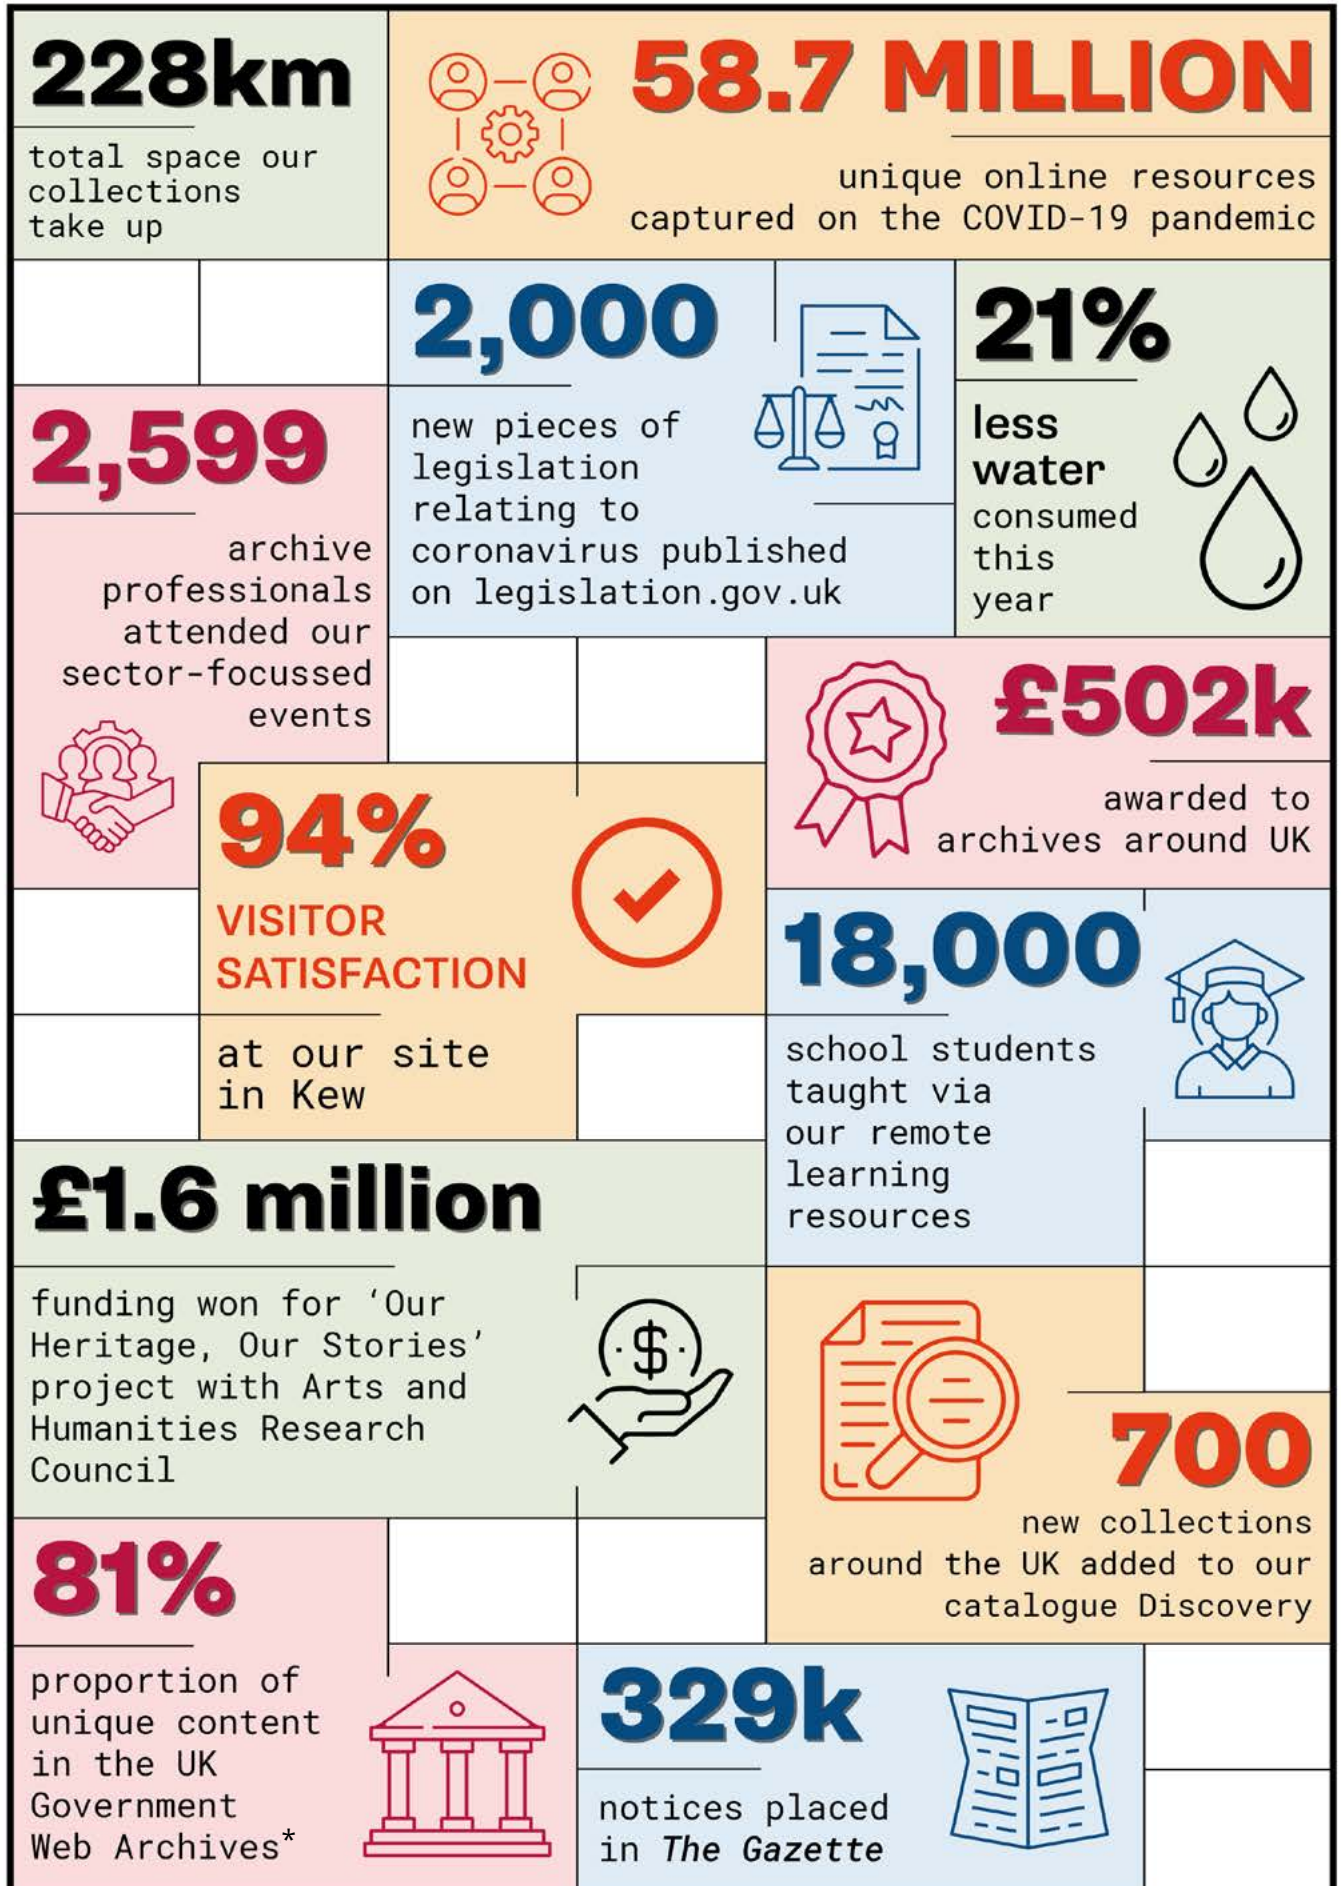 228km
total space our
collections
take up
58.7 MILLION
unique online resources
captured on the COVID-19 pandemic
2,000
new pieces of
legislation
relating to
coronavirus published
on legislation.gov.uk
21%
less
water
consumed
this
year
2,599
archive
professionals
attended our
sector-focussed
events
£502k
awarded to
archives around UK
94%
VISITOR
SATISFACTION
at our site
in Kew
18,000
school students
taught via
our remote
learning
resources
£1.6 million
funding won for ‘Our
Heritage, Our Stories’
project with Arts and
Humanities Research
Council
$
700
new collections
around the UK added to our
catalogue Discovery
81%
proportion of
unique content
in the UK
Government
Web Archives*
329k
notices placed
in The Gazette